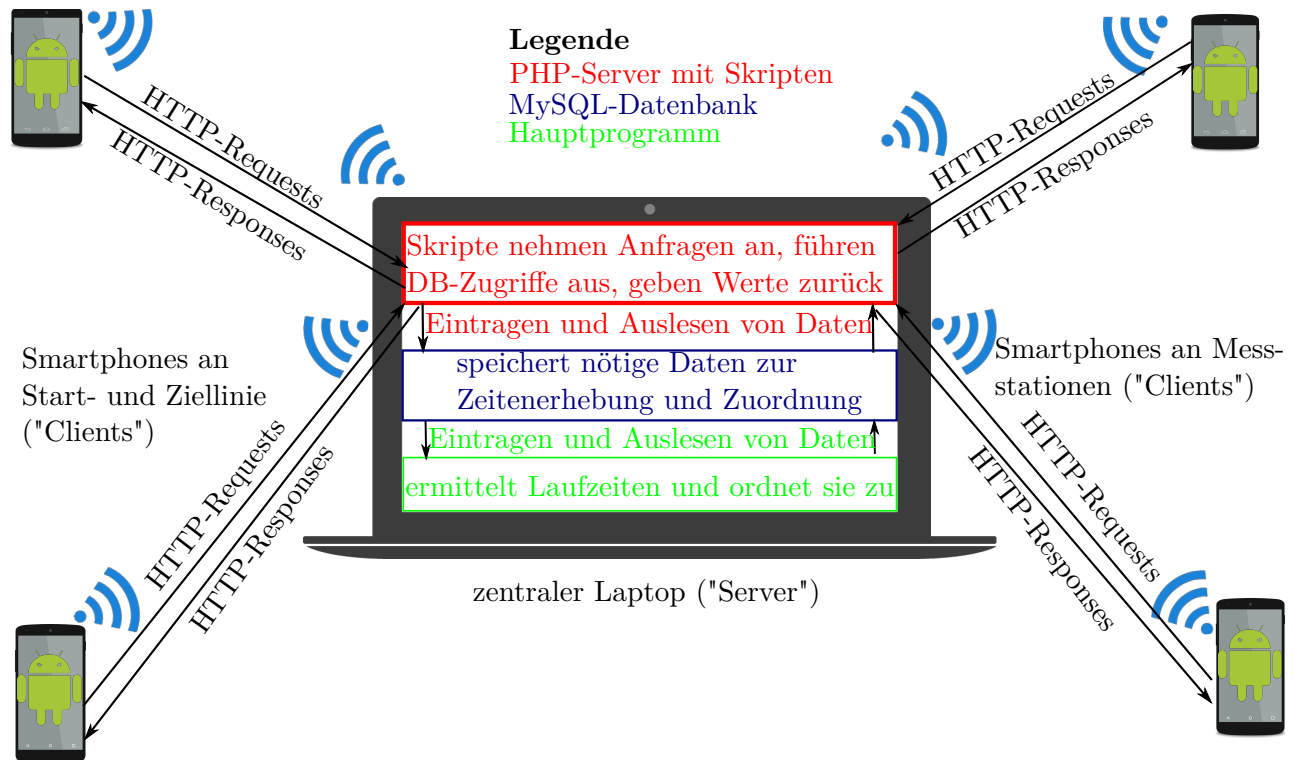 Legende
PHP-Server mit Skripten
MySQL-Datenbank
Hauptprogramm
HTTP-Requests
HTTP-Responses
HTTP-Requests
HTTP-Responses
Skripte nehmen Anfragen an, führen
DB-Zugriffe aus, geben Werte zurück
Eintragen und Auslesen von Daten
speichert nötige Daten zur
Zeitenerhebung und Zuordnung
Eintragen und Auslesen von Daten
ermittelt Laufzeiten und ordnet sie zu
Smartphones an
Start- und Ziellinie
("Clients")
Smartphones an Mess-
stationen ("Clients")
HTTP-Requests
HTTP-Responses
HTTP-Requests
HTTP-Responses
zentraler Laptop ("Server")